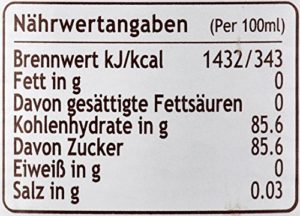 Nährwertangaben (Per 100ml)
Brennwert kJ/kcal 1432/343
Fett in g 0
Davon gesättigte Fettsäuren 0
Kohlenhydrate in g 85.6
Davon Zucker 85.6
Eiweiß in g 0
Salz in g 0.03